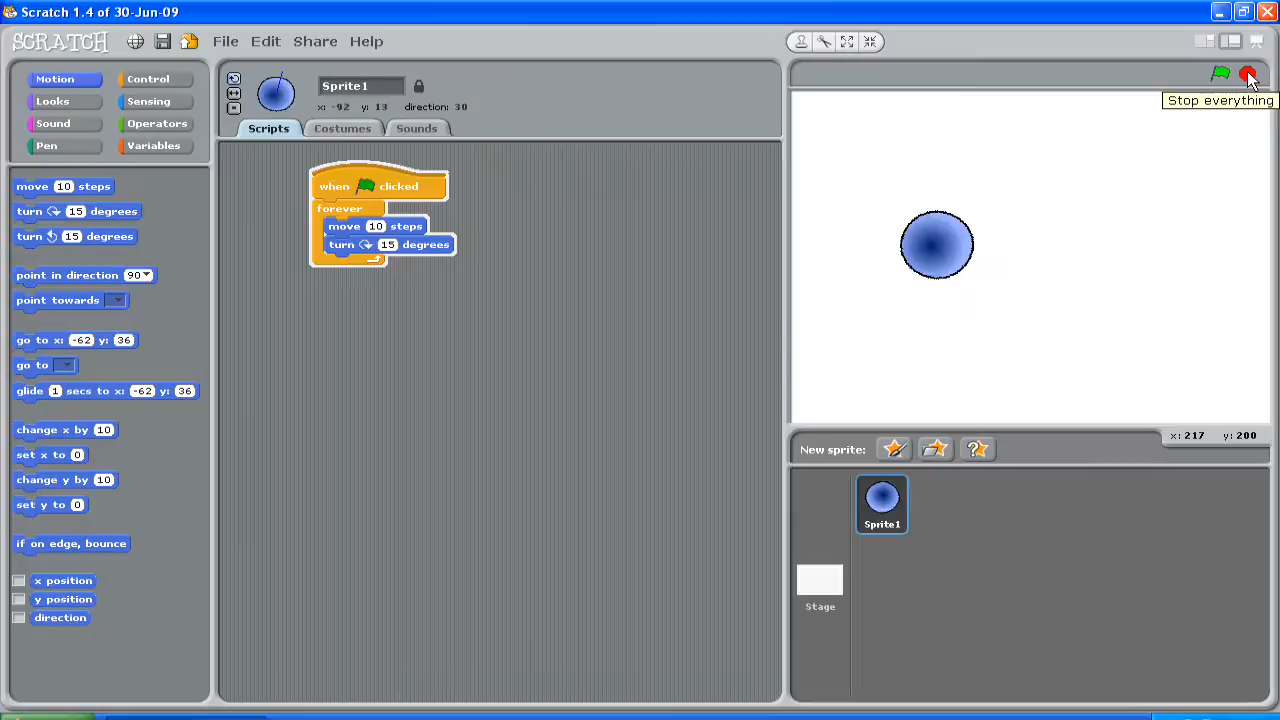 Scratch 1.4 of 30-Jun-09
SCRATCH File Edit Share Help
Motion Control
Looks Sensing
Sound Operators
Pen Variables
move 10 steps
turn 15 degrees
turn 15 degrees
point in direction 90
point towards
go to x: -62 y: 36
go to
glide 1 secs to x: -62 y: 36
change x by 10
set x to 0
change y by 10
set y to 0
if on edge, bounce
x position
y position
direction
Sprite1
x: -92 y: 13 direction: 30
Scripts Costumes Sounds
when clicked
forever
move 10 steps
turn 15 degrees
Stop everything
x: 217 y: 200
New sprite:
Sprite1
Stage